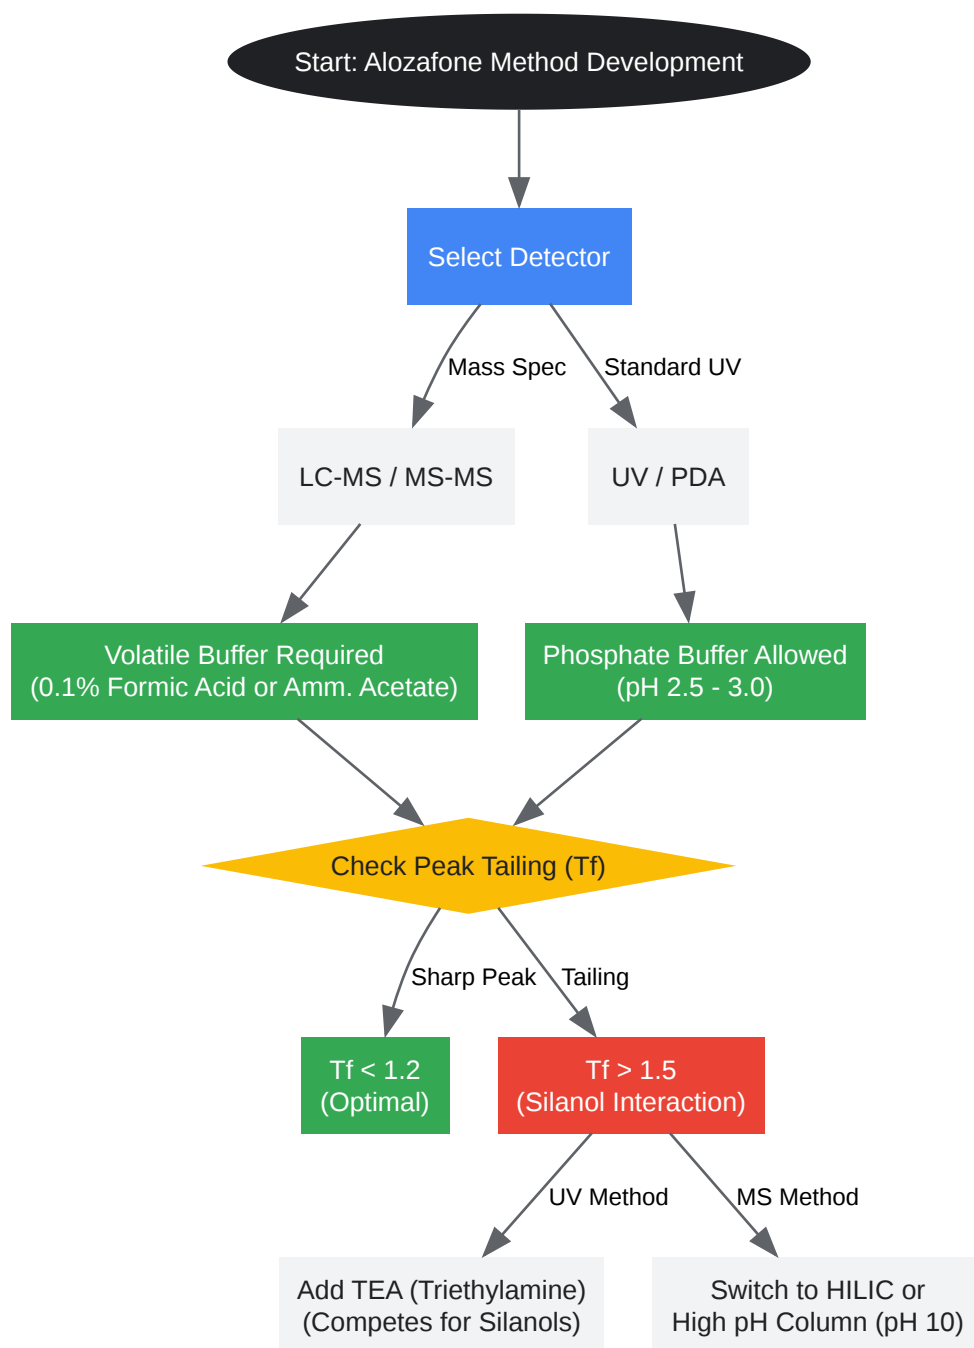 Start: Alozafone Method Development
Select Detector
Mass Spec
Standard UV
LC-MS / MS-MS
UV / PDA
Volatile Buffer Required
(0.1% Formic Acid or Amm. Acetate)
Phosphate Buffer Allowed
(pH 2.5 - 3.0)
Check Peak Tailing (Tf)
Sharp Peak
Tailing
Tf < 1.2
(Optimal)
Tf > 1.5
(Silanol Interaction)
UV Method
MS Method
Add TEA (Triethylamine)
(Competes for Silanols)
Switch to HILIC or
High pH Column (pH 10)